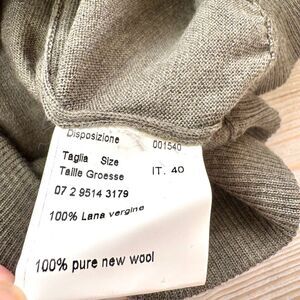 Disposizione 001540
Taglia Size
Taille Groesse IT. 40
07 2 9514 3179
100% Lana vergine
100% pure new wool